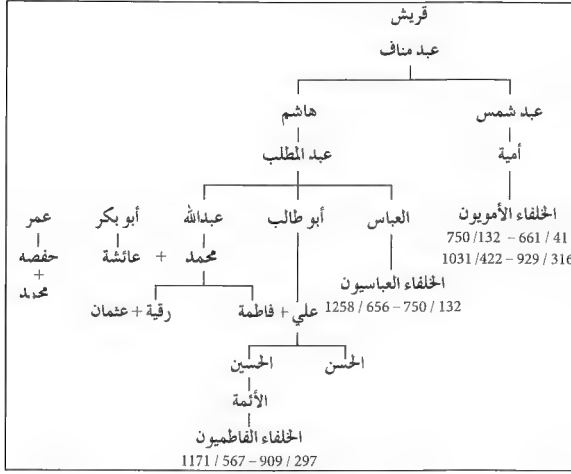 قريش
عبد مناف
عبد شمس هاشم
أمية عبد المطلب
العباس أبو طالب عبدالله أبو بكر عمر
الخلفاء الأمويون
750/132 – 661 / 41
1031 /422 – 929 / 316
محمد + عائشة حفصه
+
محمد
الخلفاء العباسيون
1258 / 656 – 750 / 132
علي + فاطمة رقية + عثمان
الحسن الحسين
الأئمة
الخلفاء الفاطميون
1171 / 567 – 909 / 297